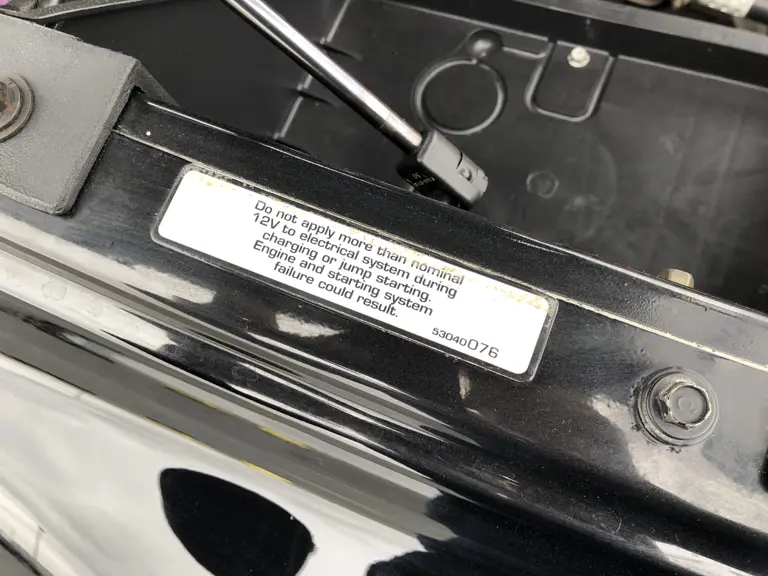 Do not apply more than nominal
12V to electrical system during
charging or jump starting.
Engine and starting system
failure could result.
53040076